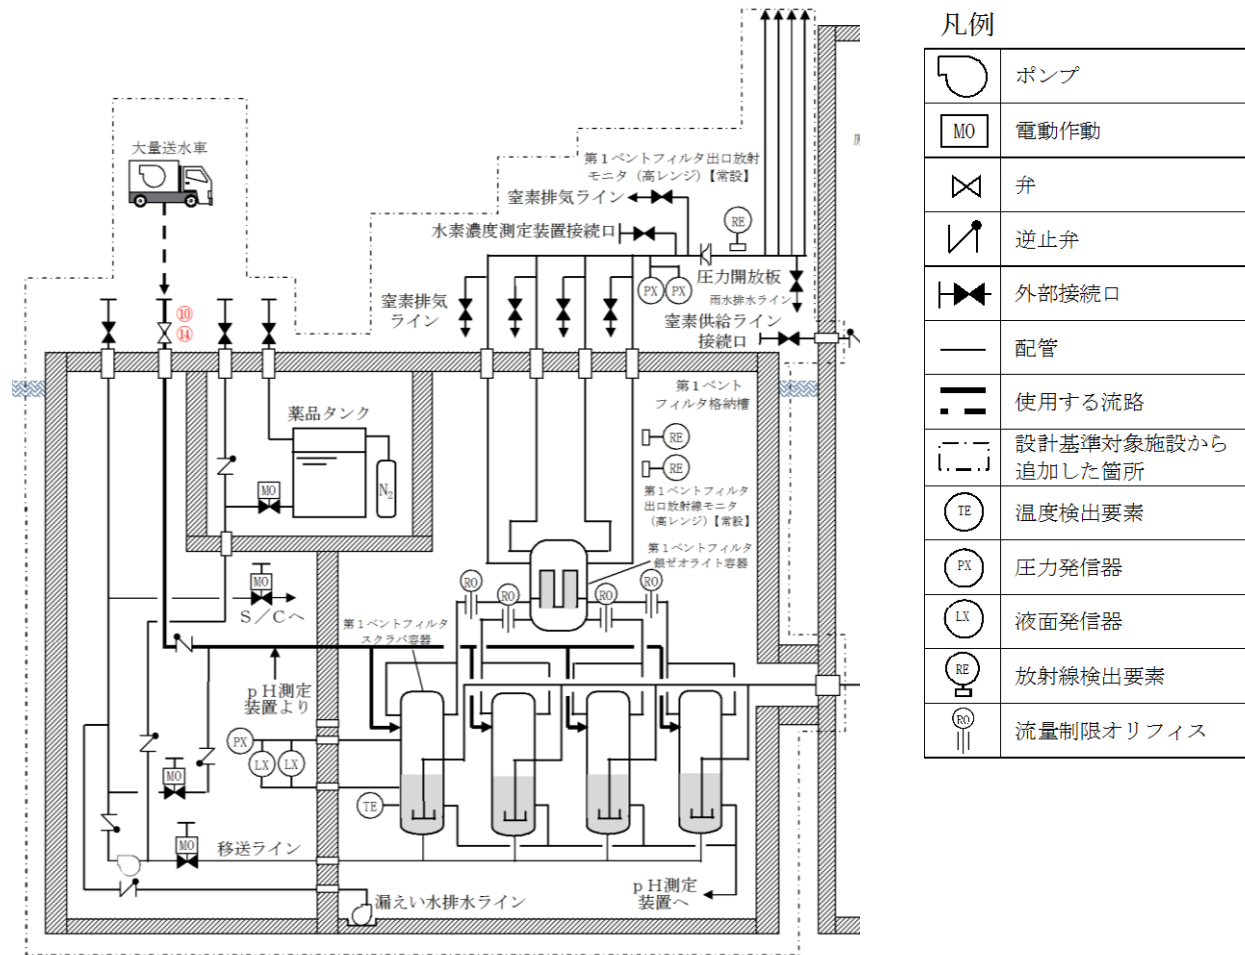 凡例
ポンプ
MO
電動作動
弁
逆止弁
外部接続口
配管
使用する流路
設計基準対象施設から
追加した箇所
TE
温度検出要素
PX
圧力発信器
LX
液面発信器
RE
放射線検出要素
RO
流量制限オリフィス
大量送水車
⑩
⑭
第1ベントフィルタ出口放射
モニタ（高レンジ）【常設】
窒素排気ライン
RE
水素濃度測定装置接続口
圧力開放板
PX
PX
雨水排水ライン
窒素排気
ライン
窒素供給ライン
接続口
第1ベント
フィルタ格納槽
薬品タンク
RE
RE
MO
N2
第1ベントフィルタ
出口放射線モニタ
（高レンジ）【常設】
第1ベントフィルタ
銀ゼオライト容器
MO
RO
RO
RO
RO
S／Cへ
第1ベントフィルタ
スクラバ容器
pH測定
装置より
PX
LX
LX
MO
TE
MO
移送ライン
pH測定
装置へ
漏えい水排水ライン